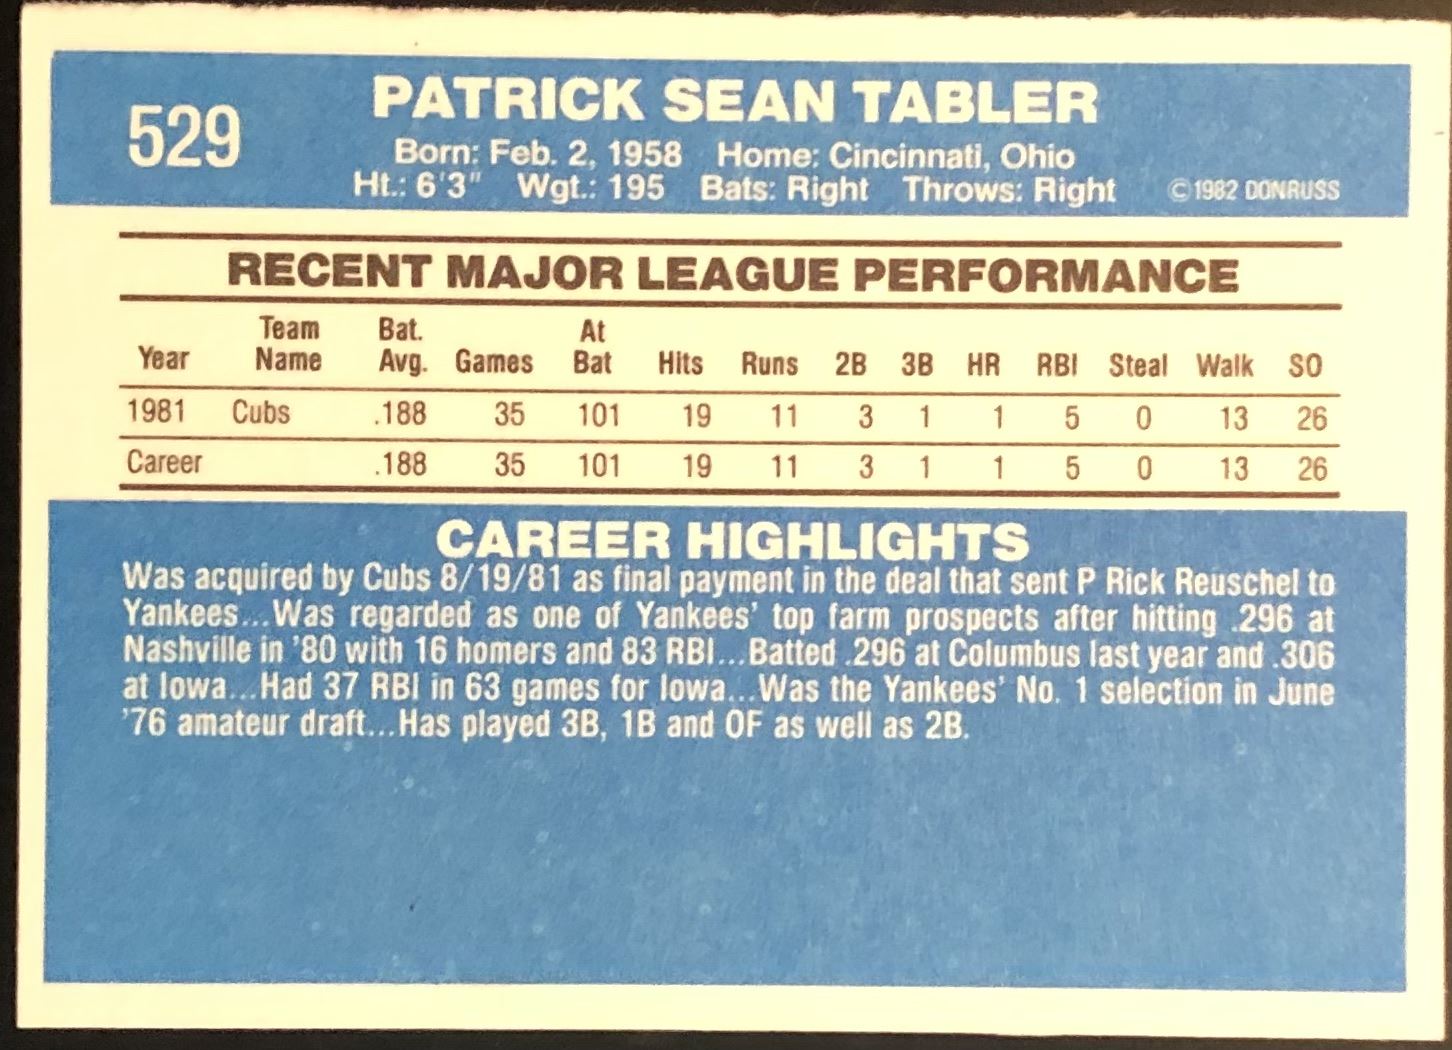 529
PATRICK SEAN TABLER
Born: Feb. 2, 1958 Home: Cincinnati, Ohio
Ht.: 6'3" Wgt.: 195 Bats: Right Throws: Right ©1982 DONRUSS
RECENT MAJOR LEAGUE PERFORMANCE
Year Team Name Bat. Avg. Games At Bat Hits Runs 2B 3B HR RBI Steal Walk SO
1981 Cubs .188 35 101 19 11 3 1 1 5 0 13 26
Career .188 35 101 19 11 3 1 1 5 0 13 26
CAREER HIGHLIGHTS
Was acquired by Cubs 8/19/81 as final payment in the deal that sent P Rick Reuschel to
Yankees...Was regarded as one of Yankees' top farm prospects after hitting .296 at
Nashville in '80 with 16 homers and 83 RBI...Batted .296 at Columbus last year and .306
at Iowa...Had 37 RBI in 63 games for Iowa...Was the Yankees' No. 1 selection in June
'76 amateur draft...Has played 3B, 1B and OF as well as 2B.